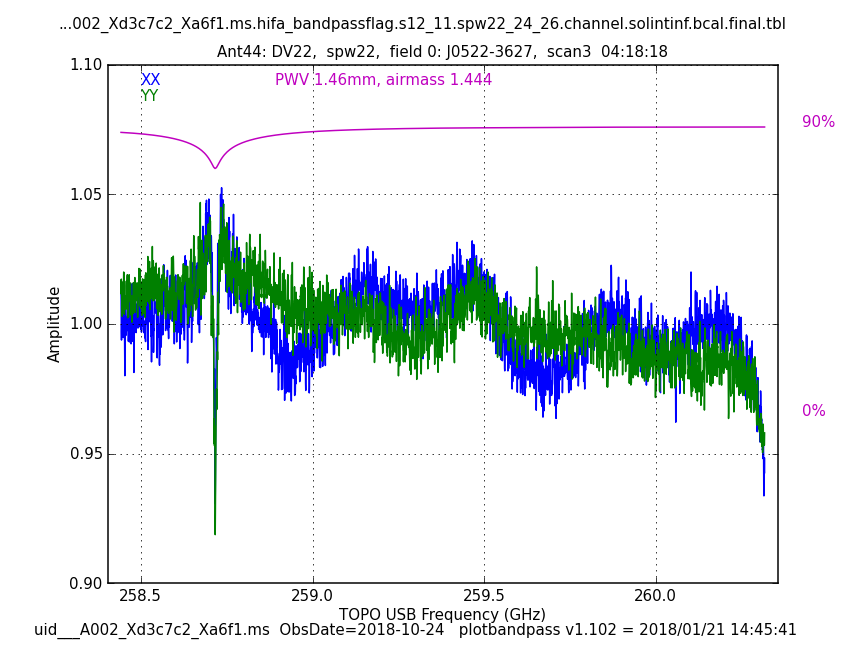 ...002_Xd3c7c2_Xa6f1.ms.hifa_bandpassflag.s12_11.spw22_24_26.channel.solintinf.bcal.final.tbl
Ant44: DV22, spw22, field 0: J0522-3627, scan3 04:18:18
XX
YY
PWV 1.46mm, airmass 1.444
90%
0%
1.10
1.05
1.00
0.95
0.90
Amplitude
258.5 259.0 259.5 260.0
TOPO USB Frequency (GHz)
uid___A002_Xd3c7c2_Xa6f1.ms ObsDate=2018-10-24 plotbandpass v1.102 = 2018/01/21 14:45:41